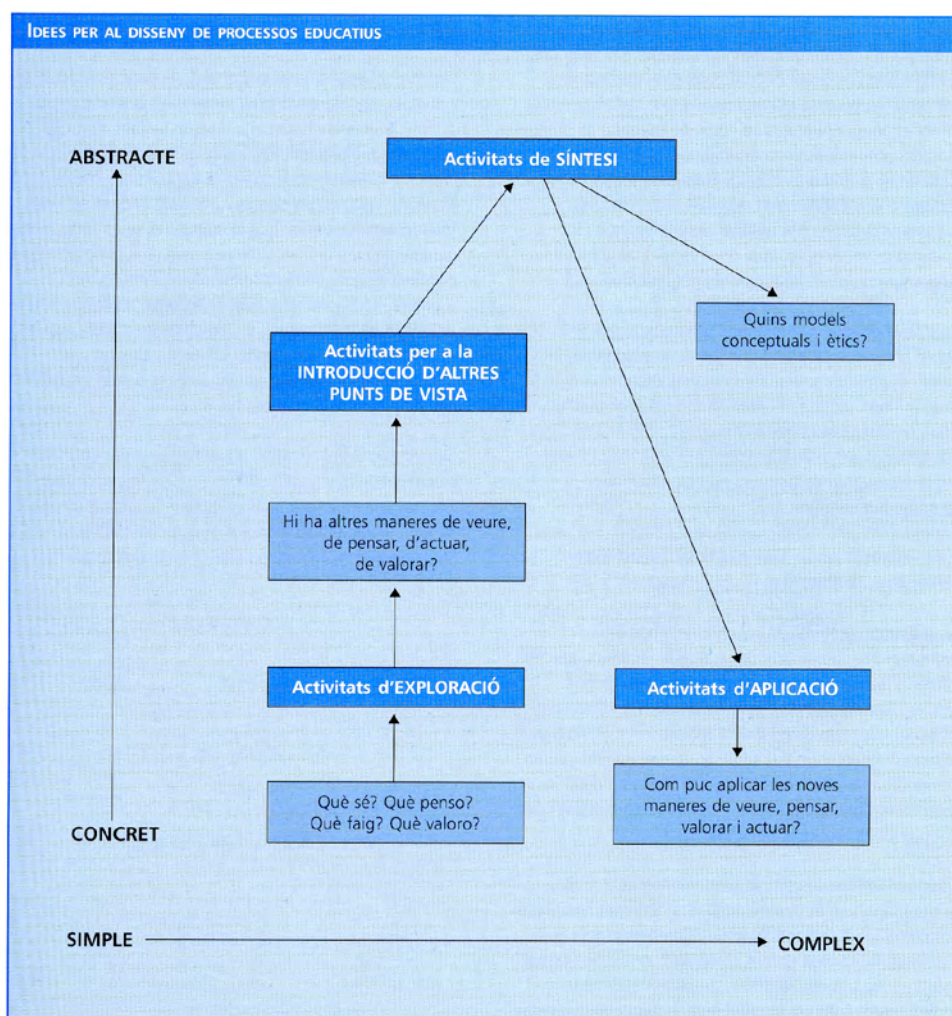 IDEES PER AL DISSENY DE PROCESSOS EDUCATIUS
ABSTRACTE
Activitats de SÍNTESI
Quins models
conceptuals i ètics?
Activitats per a la
INTRODUCCIÓ D'ALTRES
PUNTS DE VISTA
Hi ha altres maneres de veure,
de pensar, d'actuar,
de valorar?
Activitats d'EXPLORACIÓ
Activitats d'APLICACIÓ
Què sé? Què penso?
Què faig? Què valoro?
Com puc aplicar les noves
maneres de veure, pensar,
valorar i actuar?
CONCRET
SIMPLE
COMPLEX